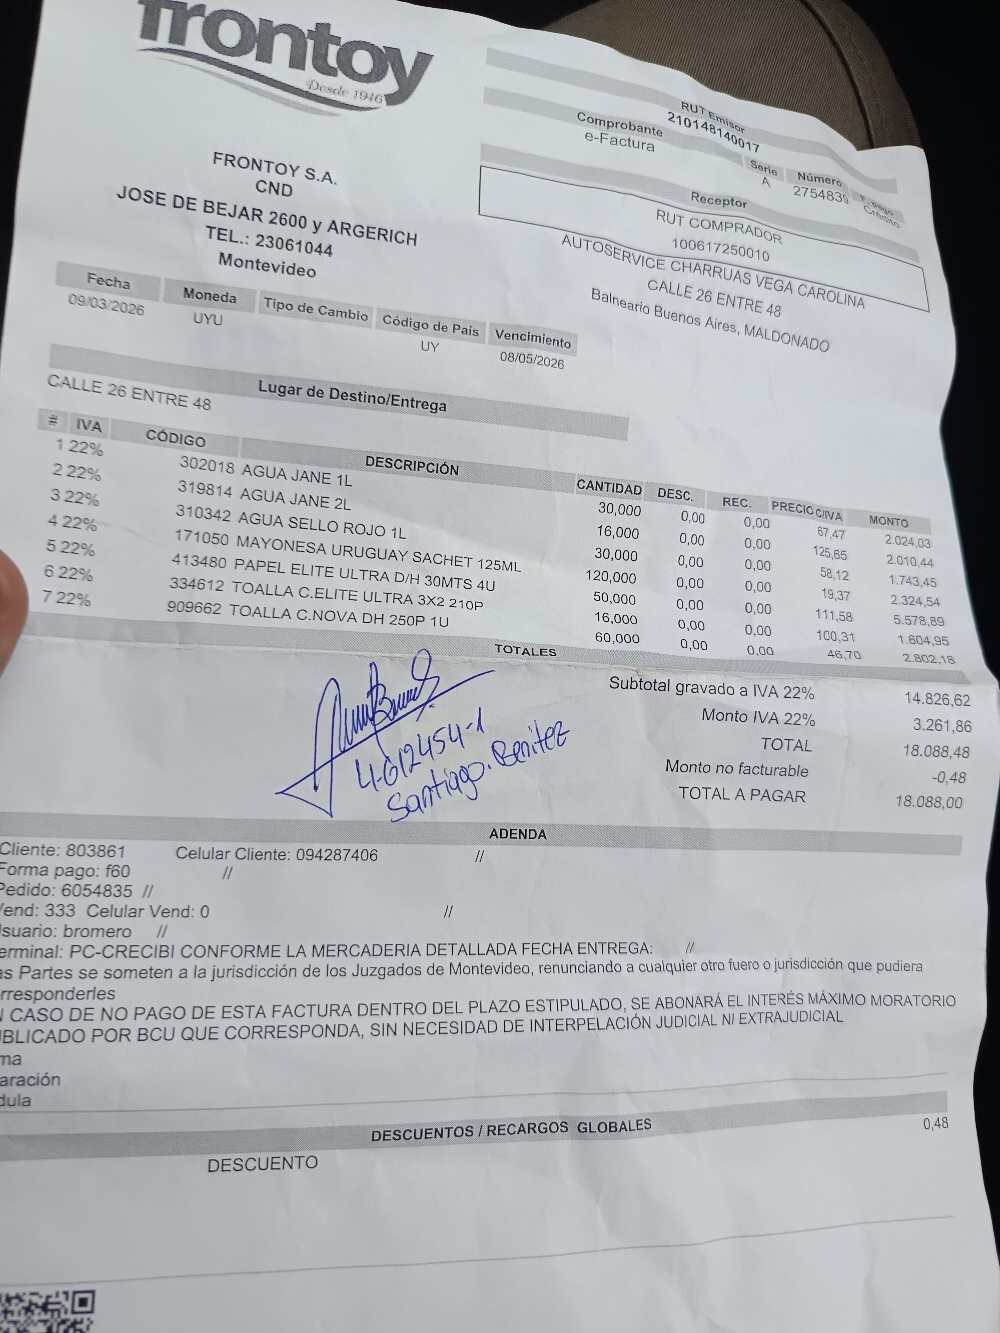 frontoy
Desde 1946
RUT Emisor
210148140017
Comprobante
e-Factura
Serie Número F. pago
A 2754839 Crédito
FRONTOY S.A.
CND
JOSE DE BEJAR 2600 y ARGERICH
TEL.: 23061044
Montevideo
Receptor
RUT COMPRADOR
100617250010
AUTOSERVICE CHARRUAS VEGA CAROLINA
CALLE 26 ENTRE 48
Balneario Buenos Aires, MALDONADO
Fecha Moneda Tipo de Cambio Código de País Vencimiento
09/03/2026 UYU UY 08/05/2026
Lugar de Destino/Entrega
CALLE 26 ENTRE 48
# IVA CÓDIGO DESCRIPCIÓN CANTIDAD DESC. REC. PRECIO C/IVA MONTO
1 22% 302018 AGUA JANE 1L 30,000 0,00 0,00 67,47 2.024,03
2 22% 319814 AGUA JANE 2L 16,000 0,00 0,00 125,65 2.010,44
3 22% 310342 AGUA SELLO ROJO 1L 30,000 0,00 0,00 58,12 1.743,45
4 22% 171050 MAYONESA URUGUAY SACHET 125ML 120,000 0,00 0,00 19,37 2.324,54
5 22% 413480 PAPEL ELITE ULTRA D/H 30MTS 4U 50,000 0,00 0,00 111,58 5.578,89
6 22% 334612 TOALLA C.ELITE ULTRA 3X2 210P 16,000 0,00 0,00 100,31 1.604,95
7 22% 909662 TOALLA C.NOVA DH 250P 1U 60,000 0,00 0,00 46,70 2.802,18
TOTALES
Subtotal gravado a IVA 22% 14.826,62
Monto IVA 22% 3.261,86
TOTAL 18.088,48
Monto no facturable -0,48
TOTAL A PAGAR 18.088,00
4.612454-1
Santiago. Benitez
ADENDA
Cliente: 803861 Celular Cliente: 094287406 //
Forma pago: f60 //
Pedido: 6054835 //
Vend: 333 Celular Vend: 0 //
suario: bromero //
erminal: PC-CRECIBI CONFORME LA MERCADERIA DETALLADA FECHA ENTREGA: //
as Partes se someten a la jurisdicción de los Juzgados de Montevideo, renunciando a cualquier otro fuero o jurisdicción que pudiera
rresponderles
N CASO DE NO PAGO DE ESTA FACTURA DENTRO DEL PLAZO ESTIPULADO, SE ABONARÁ EL INTERÉS MÁXIMO MORATORIO
UBLICADO POR BCU QUE CORRESPONDA, SIN NECESIDAD DE INTERPELACIÓN JUDICIAL NI EXTRAJUDICIAL
ma
aración
dula
DESCUENTOS / RECARGOS GLOBALES
DESCUENTO 0,48